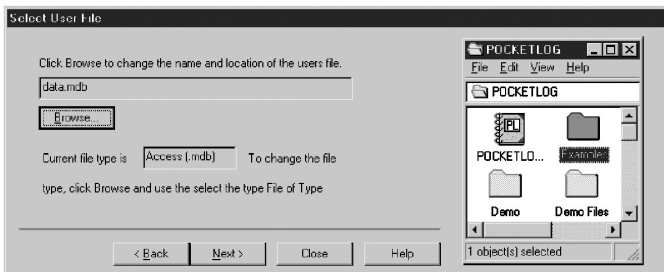 Select User File
Click Browse to change the name and location of the users file.
data.mdb
Browse...
Current file type is Access (.mdb) To change the file
type, click Browse and use the select the type File of Type
< Back Next > Close Help
POCKETLOG
File Edit View Help
POCKETLOG
PL
POCKETLO... Examples
Demo Demo Files
1 object(s) selected